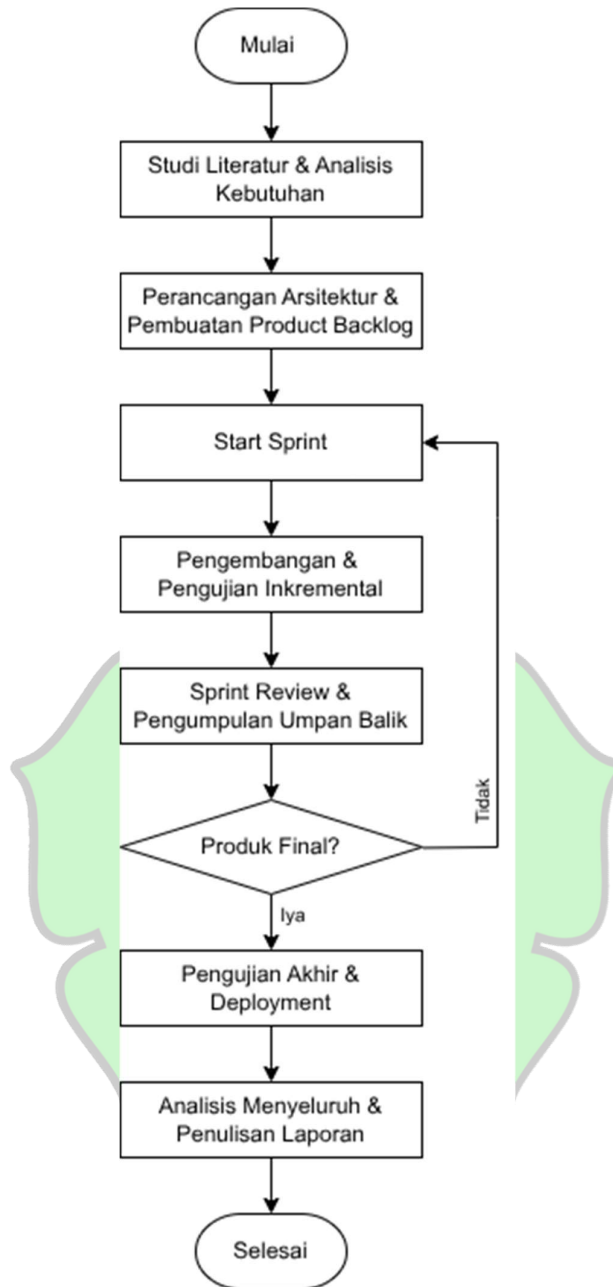 Mulai
Studi Literatur & Analisis
Kebutuhan
Perancangan Arsitektur &
Pembuatan Product Backlog
Start Sprint
Pengembangan &
Pengujian Inkremental
Sprint Review &
Pengumpulan Umpan Balik
Tidak
Produk Final?
Iya
Pengujian Akhir &
Deployment
Analisis Menyeluruh &
Penulisan Laporan
Selesai